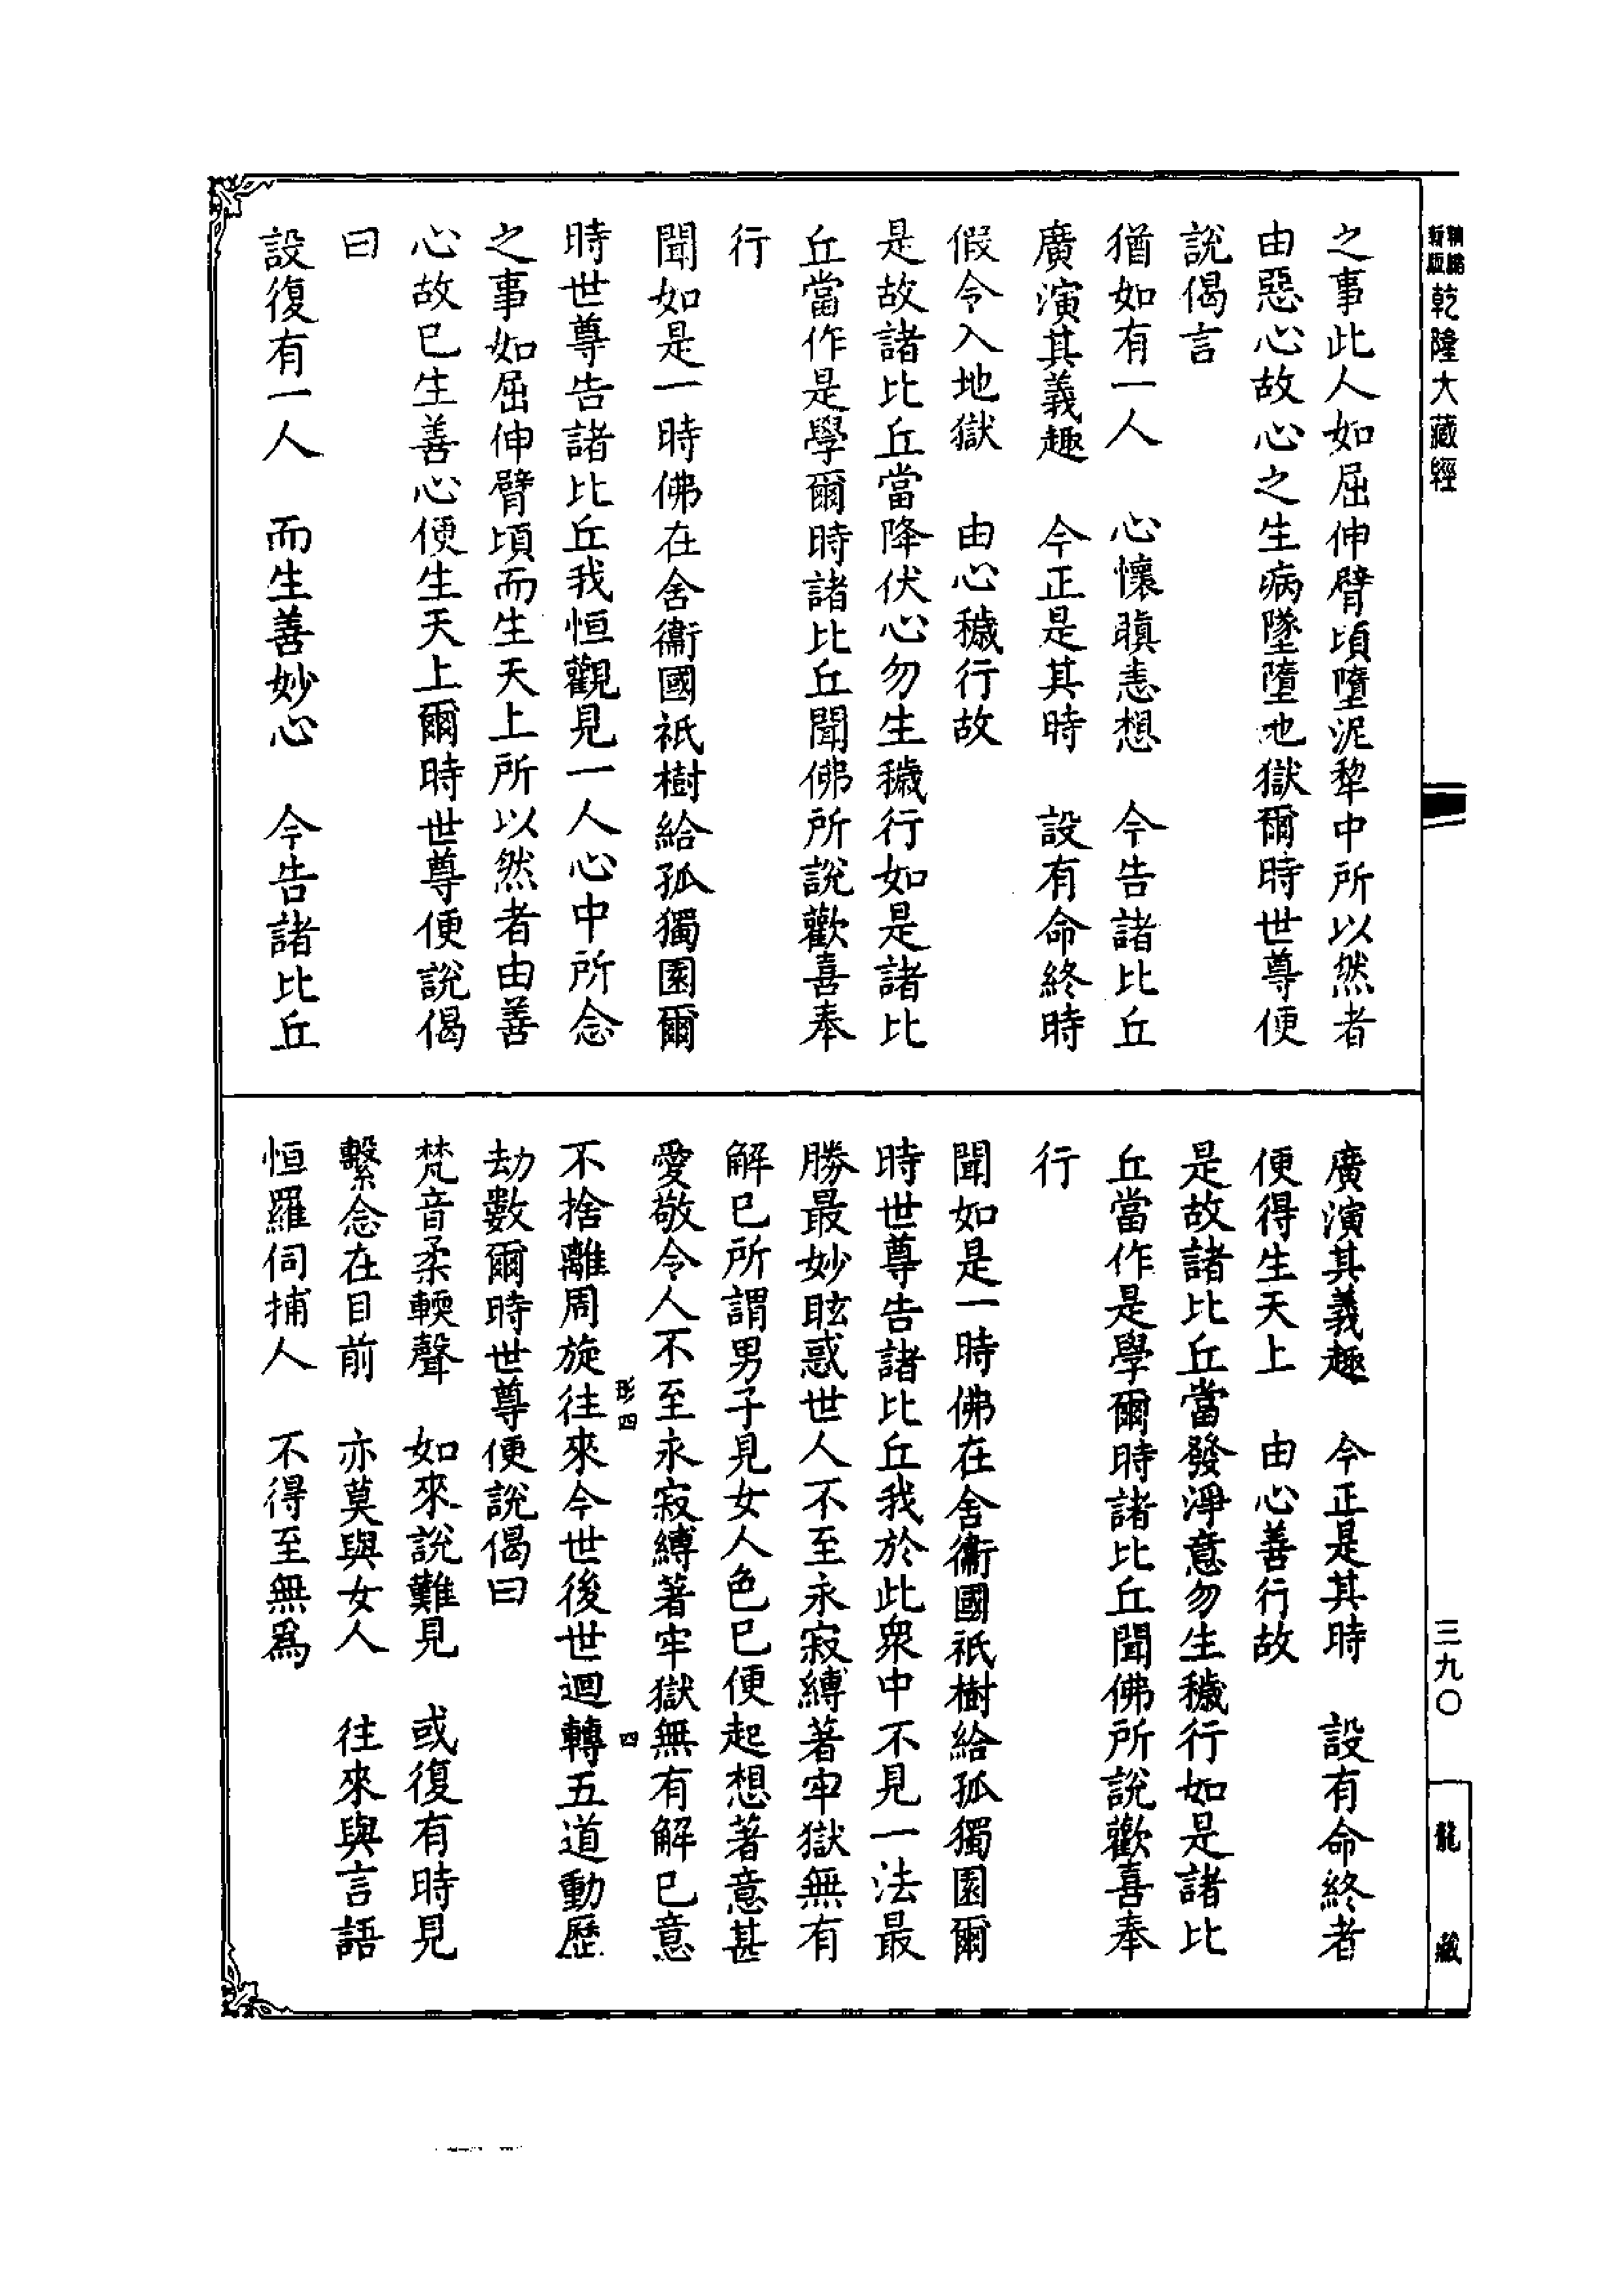 精縮
新版
乾隆大藏經
之事此人如屈伸臂頃墮泥犂中所以然者
由惡心故心之生病墜墮地獄爾時世尊便
說偈言
猶如有一人　心懷瞋恚想　今告諸比丘
廣演其義趣　今正是其時　設有命終時
假令入地獄　由心穢行故
是故諸比丘當降伏心勿生穢行如是諸比
丘當作是學爾時諸比丘聞佛所說歡喜奉
行
聞如是一時佛在舍衞國祇樹給孤獨園爾
時世尊告諸比丘我恒觀見一人心中所念
之事如屈伸臂頃而生天上所以然者由善
心故已生善心便生天上爾時世尊便說偈
曰
設復有一人　而生善妙心　今告諸比丘
廣演其義趣　今正是其時　設有命終者
便得生天上　由心善行故
是故諸比丘當發淨意勿生穢行如是諸比
丘當作是學爾時諸比丘聞佛所說歡喜奉
行
聞如是一時佛在舍衞國祇樹給孤獨園爾
時世尊告諸比丘我於此衆中不見一法最
勝最妙眩惑世人不至永寂縛著牢獄無有
解已所謂男子見女人色已便起想著意甚
愛敬令人不至永寂縛著牢獄無有解已意
四
不捨離周旋往來今世後世迴轉五道動歷
劫數爾時世尊便說偈曰
梵音柔輭聲　如來說難見　或復有時見
繫念在目前　亦莫與女人　往來與言語
恒羅伺捕人　不得至無爲
三九〇
龍藏